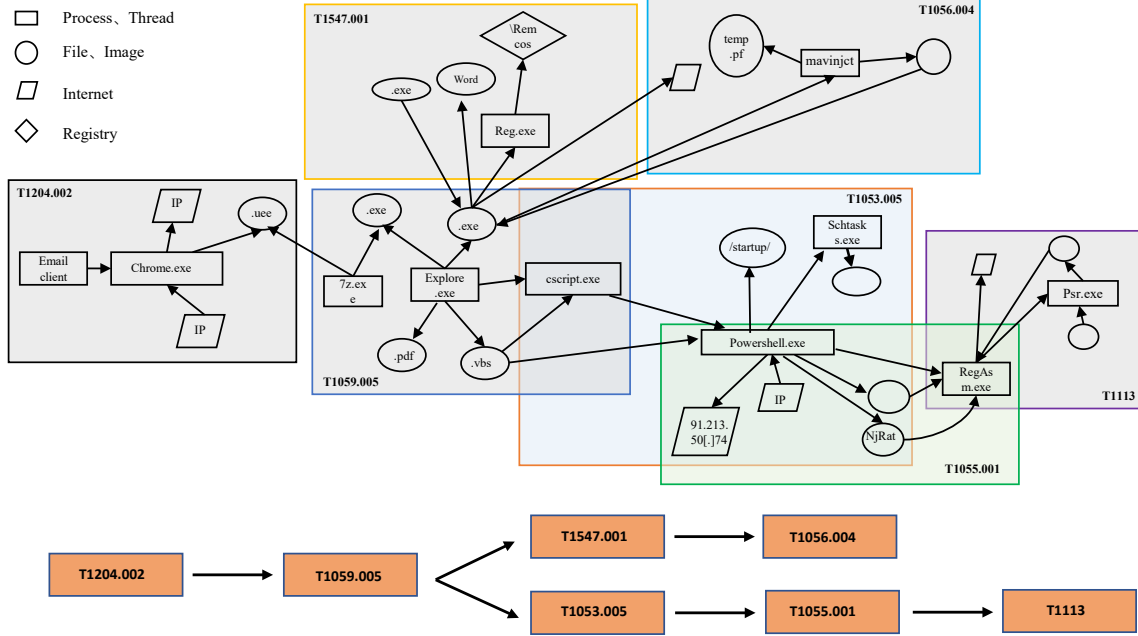 Process、Thread
File、Image
Internet
Registry
T1547.001
\Rem
cos
.exe
Word
Reg.exe
T1056.004
temp
.pf
mavinjct
T1204.002
IP
.uee
Email
client
Chrome.exe
IP
.exe
.exe
7z.ex
e
Explore
.exe
cscript.exe
.pdf
.vbs
T1059.005
T1053.005
/startup/
Schtask
s.exe
Powershell.exe
91.213.
50[.]74
IP
NjRat
RegAs
m.exe
T1055.001
Psr.exe
T1113
T1204.002
T1059.005
T1547.001
T1056.004
T1053.005
T1055.001
T1113